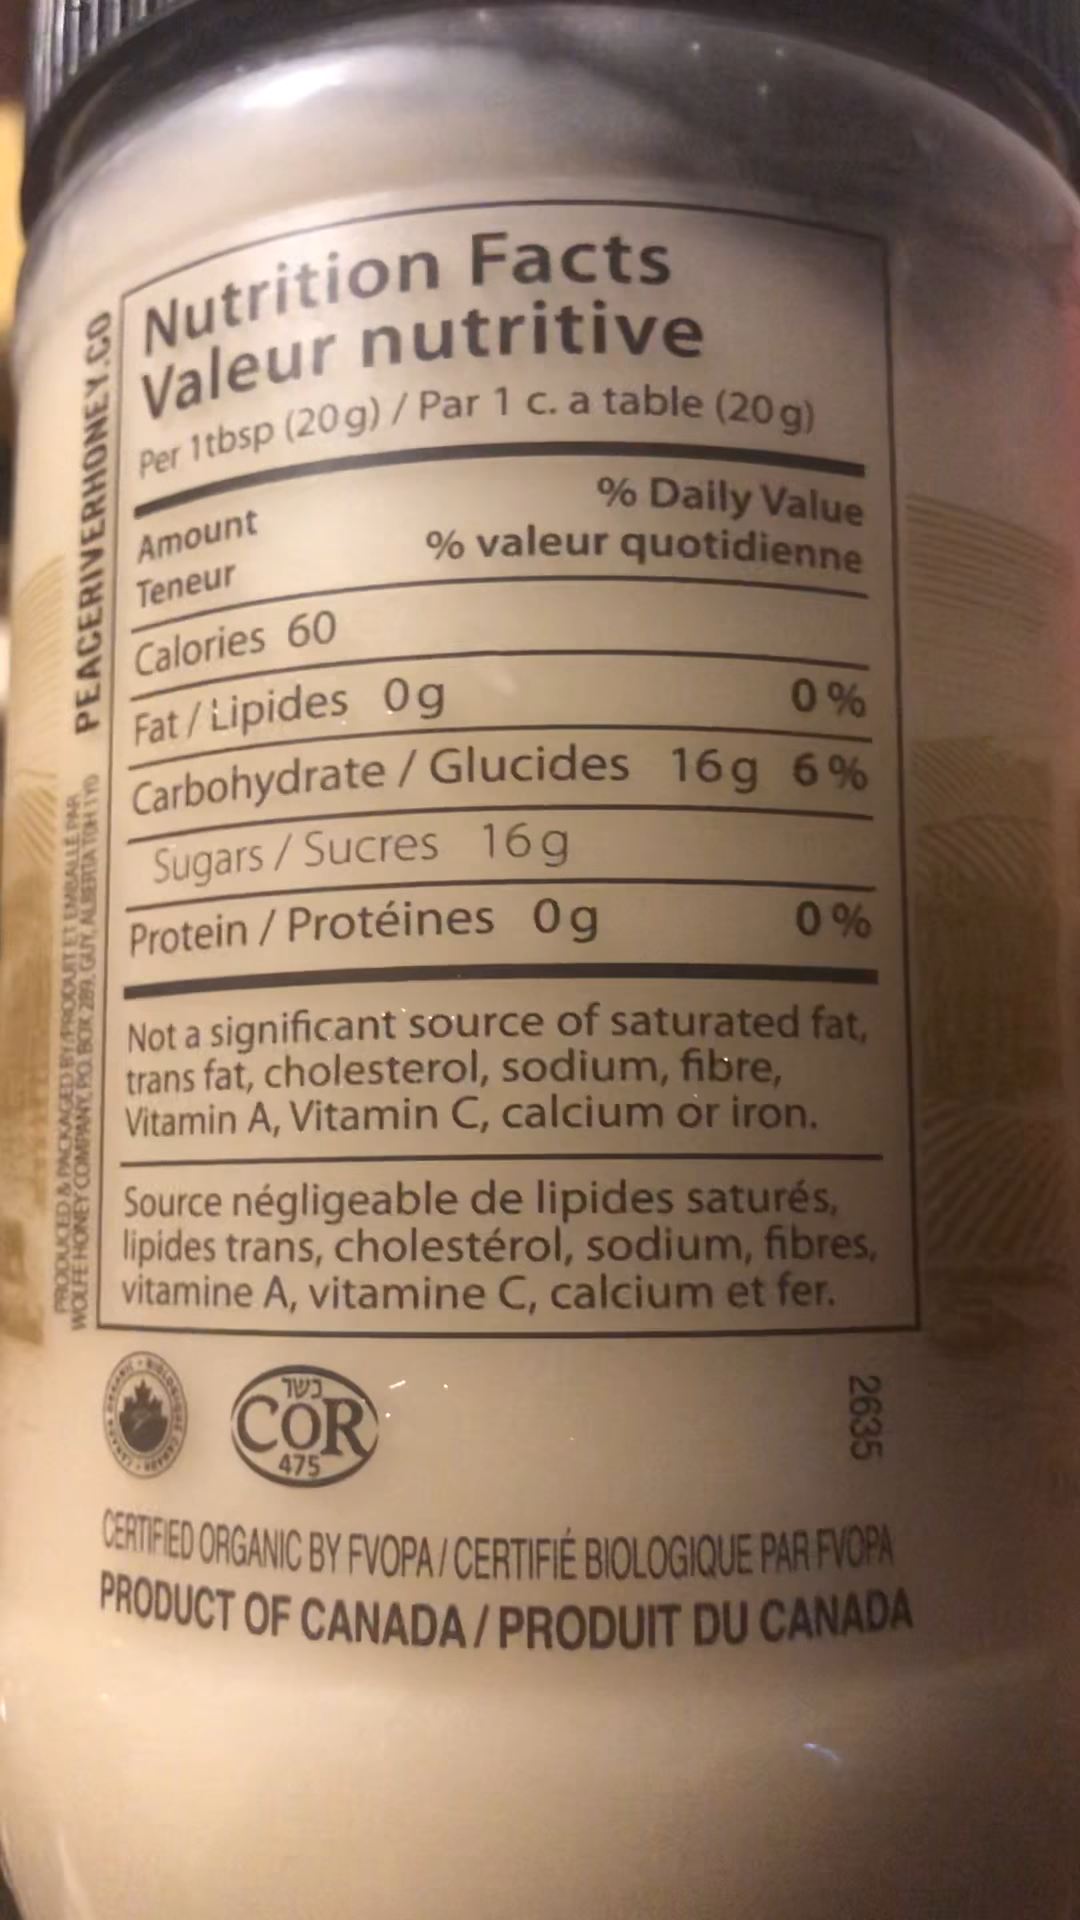 Nutrition Facts
Valeur nutritive
Per 1tbsp (20g) / Par 1 c. a table (20g)
Amount
Teneur
% Daily Value
% valeur quotidienne
Calories 60
Fat / Lipides 0g 0%
Carbohydrate / Glucides 16g 6%
Sugars / Sucres 16g
Protein / Protéines 0g 0%
Not a significant source of saturated fat,
trans fat, cholesterol, sodium, fibre,
Vitamin A, Vitamin C, calcium or iron.
Source négligeable de lipides saturés,
lipides trans, cholestérol, sodium, fibres,
vitamine A, vitamine C, calcium et fer.
PEACERIVERHONEY.CO
PRODUCED & PACKAGED BY/PRODUIT ET EMBALLÉ PAR
WOLFE HONEY COMPANY, P.O. BOX 289, GUY, ALBERTA T0H 1Y0
כשר
COR
475
2635
CERTIFIED ORGANIC BY FVOPA / CERTIFIÉ BIOLOGIQUE PAR FVOPA
PRODUCT OF CANADA / PRODUIT DU CANADA